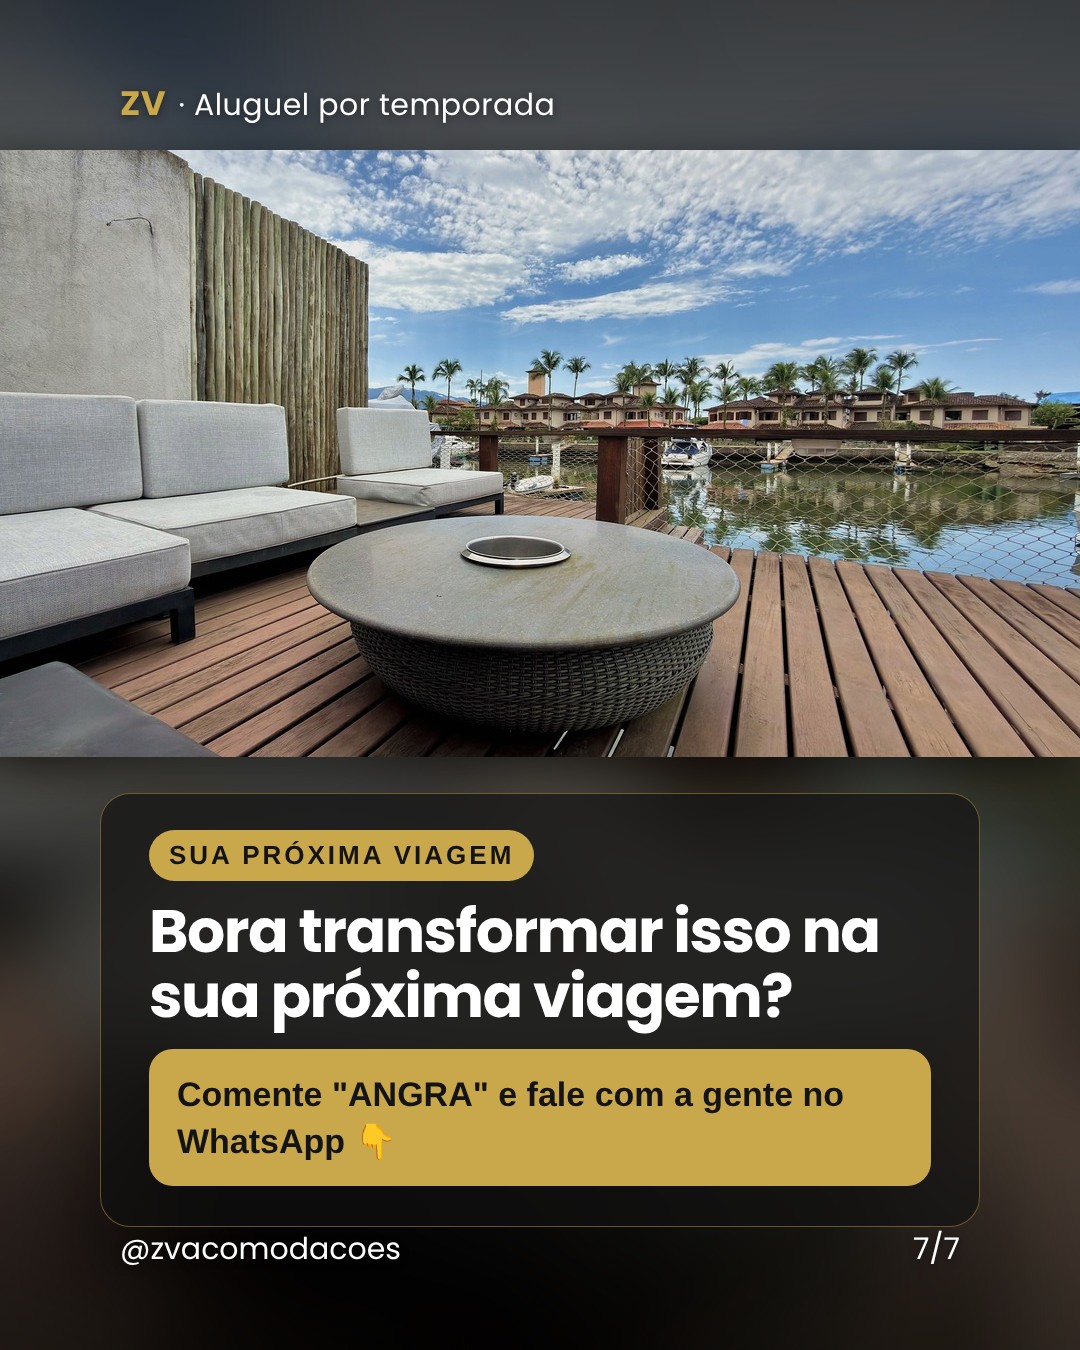 ZV · Aluguel por temporada
SUA PRÓXIMA VIAGEM
Bora transformar isso na
sua próxima viagem?
Comente "ANGRA" e fale com a gente no
WhatsApp 👇
@zvacomodacoes
7/7